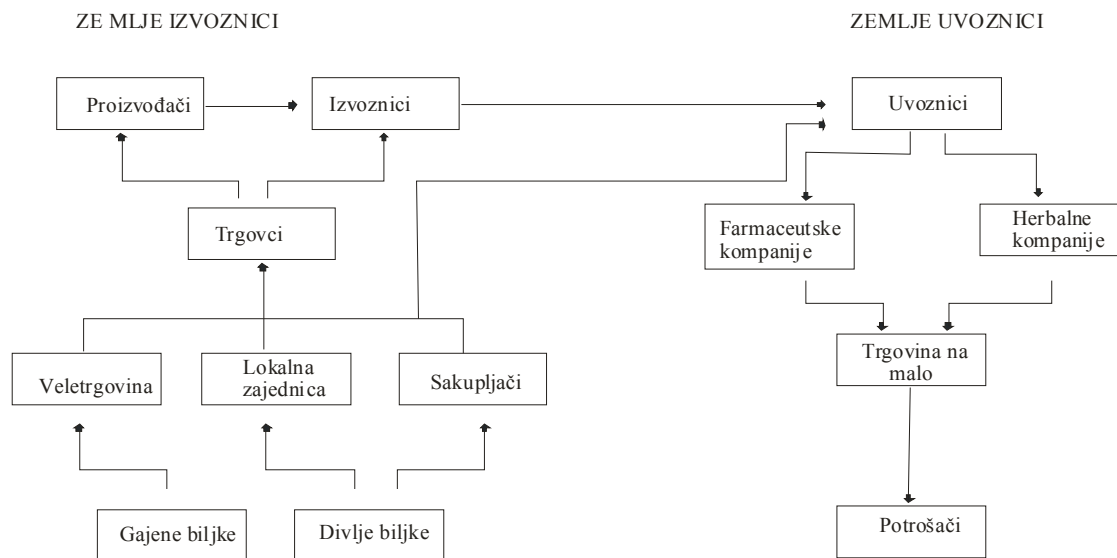 ZE MLJE IZVOZNICI
ZEMLJE UVOZNICI
Proizvođači
Izvoznici
Uvoznici
Trgovci
Farmaceutske
kompanije
Herbalne
kompanije
Veletrgovina
Lokalna
zajednica
Sakupljači
Trgovina na
malo
Gajene biljke
Divlje biljke
Potrošači